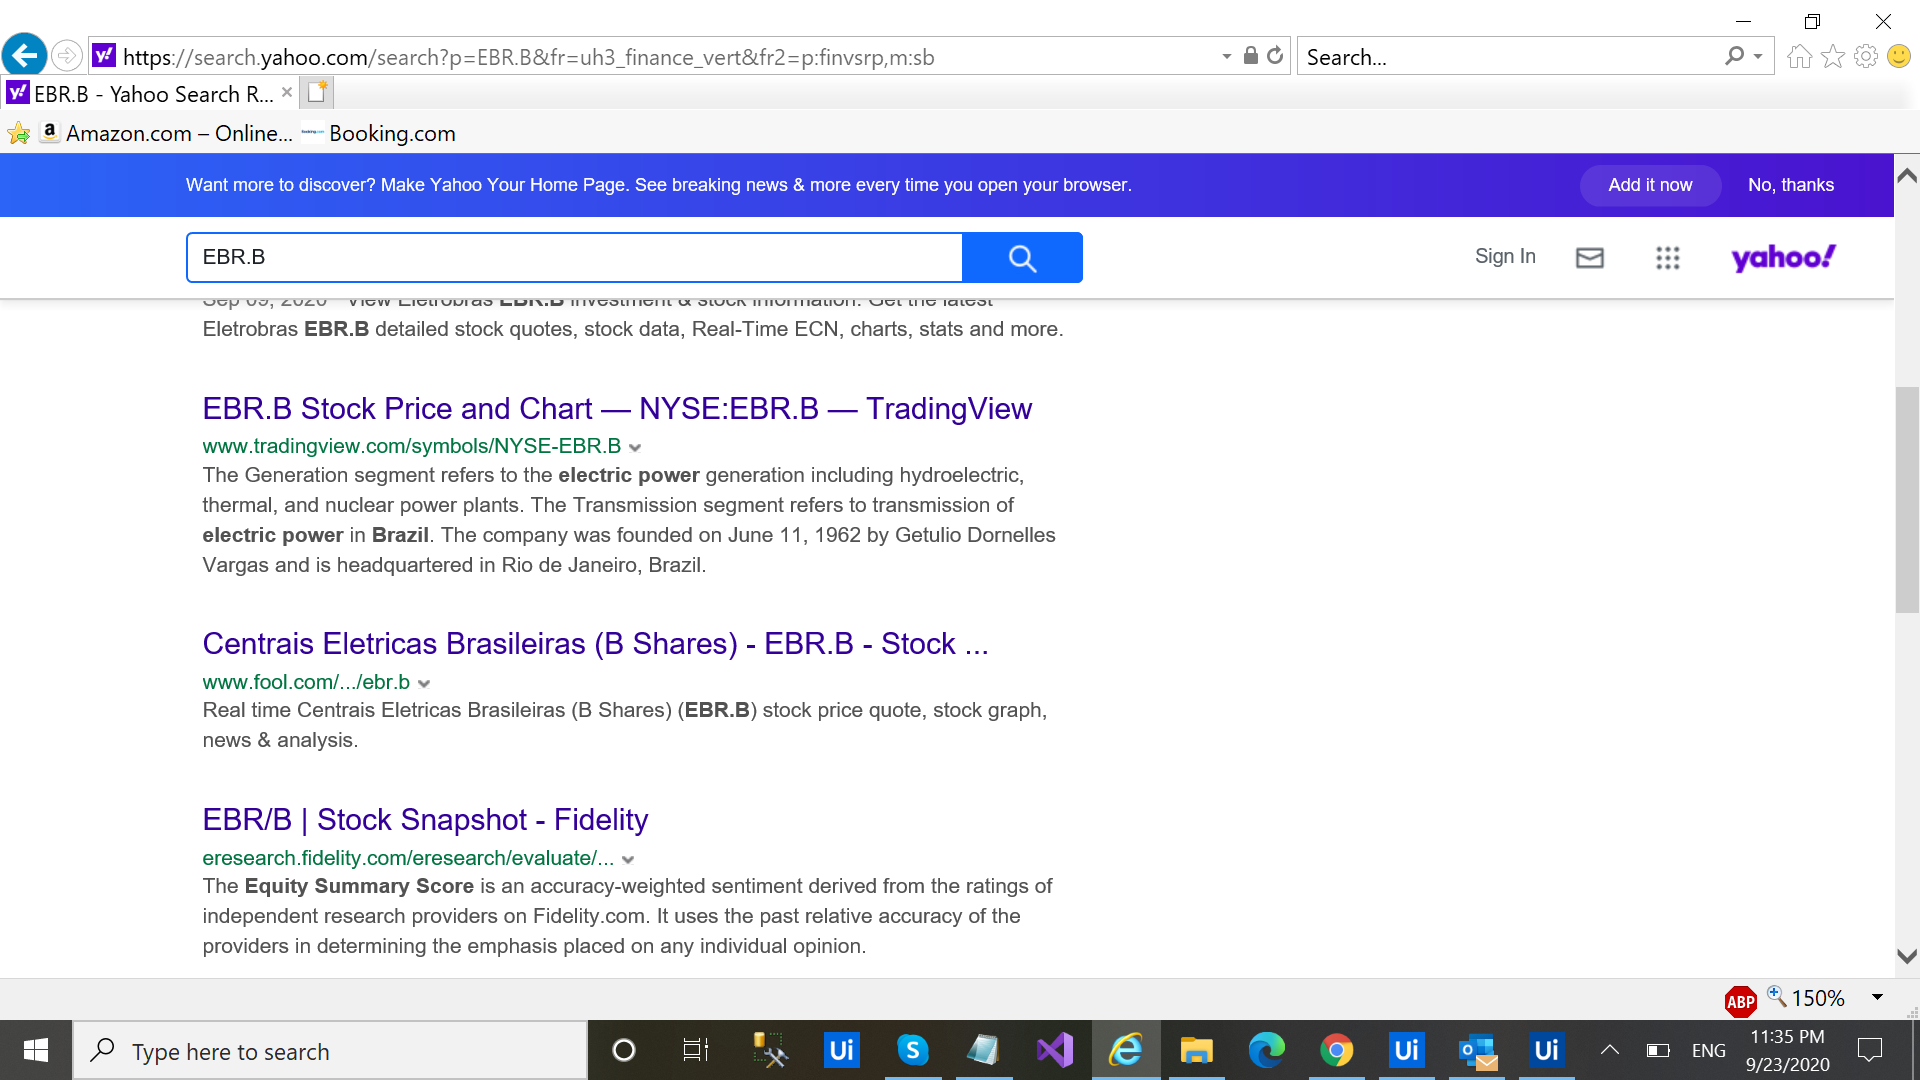 https://search.yahoo.com/search?p=EBR.B&fr=uh3_finance_vert&fr2=p:finvsrp,m:sb
Search...
EBR.B - Yahoo Search R...
Amazon.com – Online...
Booking.com
Want more to discover? Make Yahoo Your Home Page. See breaking news & more every time you open your browser.
Add it now
No, thanks
EBR.B
Sign In
yahoo!
Sep 09, 2020 · View Eletrobras EBR.B investment & stock information. Get the latest
Eletrobras EBR.B detailed stock quotes, stock data, Real-Time ECN, charts, stats and more.
EBR.B Stock Price and Chart — NYSE:EBR.B — TradingView
www.tradingview.com/symbols/NYSE-EBR.B
The Generation segment refers to the electric power generation including hydroelectric,
thermal, and nuclear power plants. The Transmission segment refers to transmission of
electric power in Brazil. The company was founded on June 11, 1962 by Getulio Dornelles
Vargas and is headquartered in Rio de Janeiro, Brazil.
Centrais Eletricas Brasileiras (B Shares) - EBR.B - Stock ...
www.fool.com/.../ebr.b
Real time Centrais Eletricas Brasileiras (B Shares) (EBR.B) stock price quote, stock graph,
news & analysis.
EBR/B | Stock Snapshot - Fidelity
eresearch.fidelity.com/eresearch/evaluate/...
The Equity Summary Score is an accuracy-weighted sentiment derived from the ratings of
independent research providers on Fidelity.com. It uses the past relative accuracy of the
providers in determining the emphasis placed on any individual opinion.
ABP
150%
Type here to search
Ui
S
Ui
Ui
ENG
11:35 PM
9/23/2020